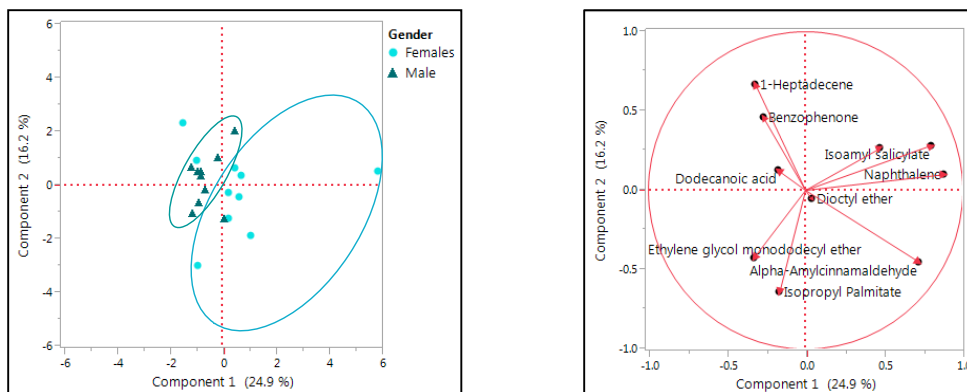 6
4
2
0
-2
-4
-6
-6
-4
-2
0
2
4
6
Component 2 (16.2 %)
Component 1 (24.9 %)
Gender
Females
Male
1.0
0.5
0.0
-0.5
-1.0
-1.0
-0.5
0.0
0.5
1.0
Component 2 (16.2 %)
Component 1 (24.9 %)
1-Heptadecene
Benzophenone
Isoamyl salicylate
Naphthalene
Dodecanoic acid
Dioctyl ether
Ethylene glycol monododecyl ether
Alpha-Amylcinnamaldehyde
Isopropyl Palmitate